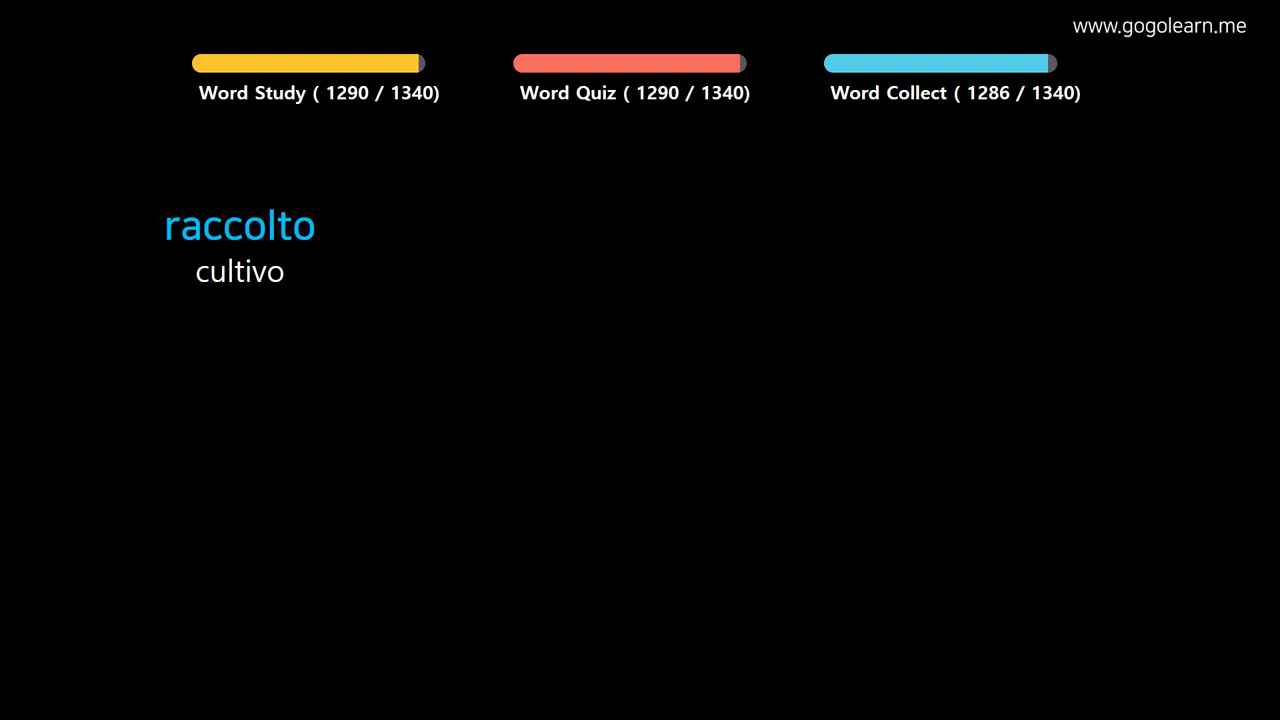 www.gogolearn.me
Word Study ( 1290 / 1340)
Word Quiz ( 1290 / 1340)
Word Collect ( 1286 / 1340)
raccolto
cultivo